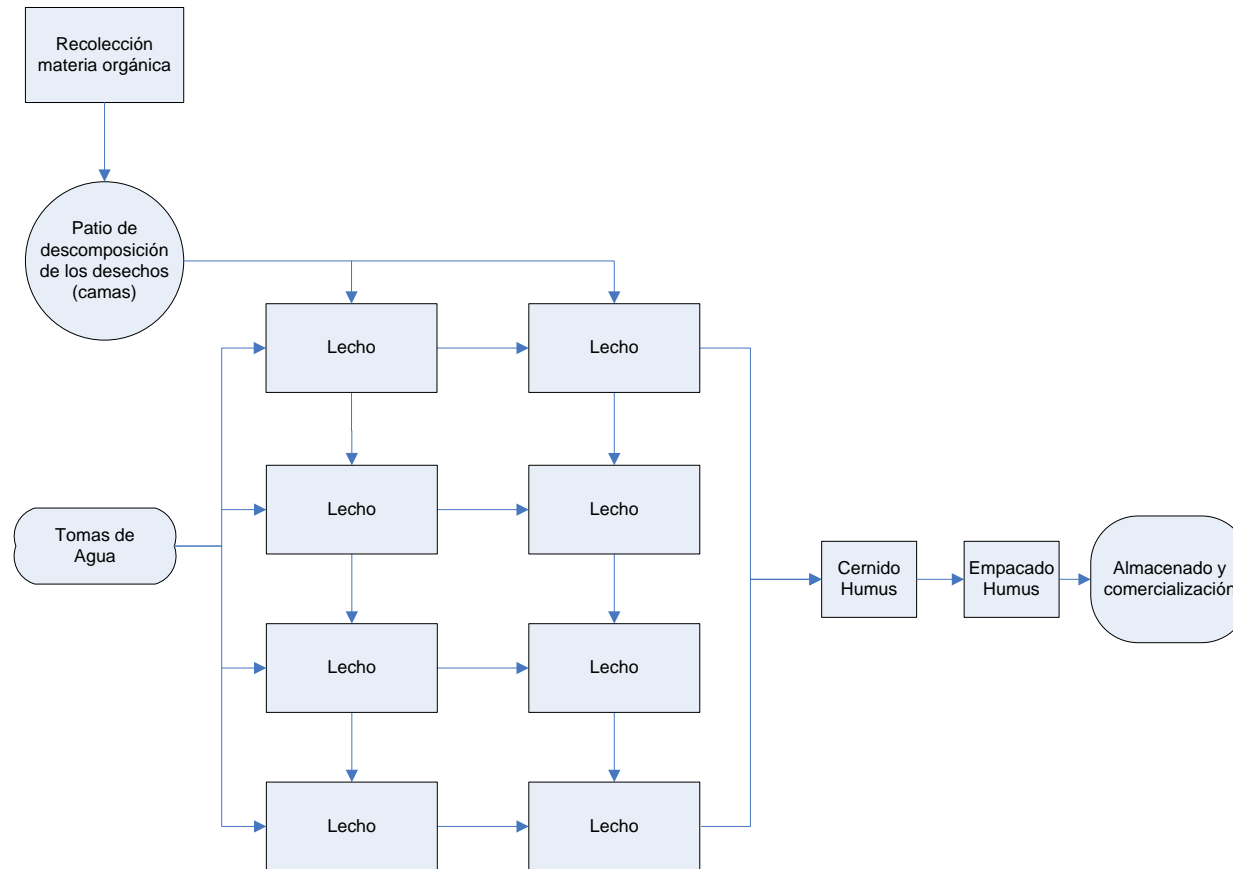 Recolección
materia orgánica
Patio de
descomposición
de los desechos
(camas)
Lecho
Lecho
Lecho
Lecho
Tomas de
Agua
Cernido
Humus
Empacado
Humus
Almacenado y
comercialización
Lecho
Lecho
Lecho
Lecho